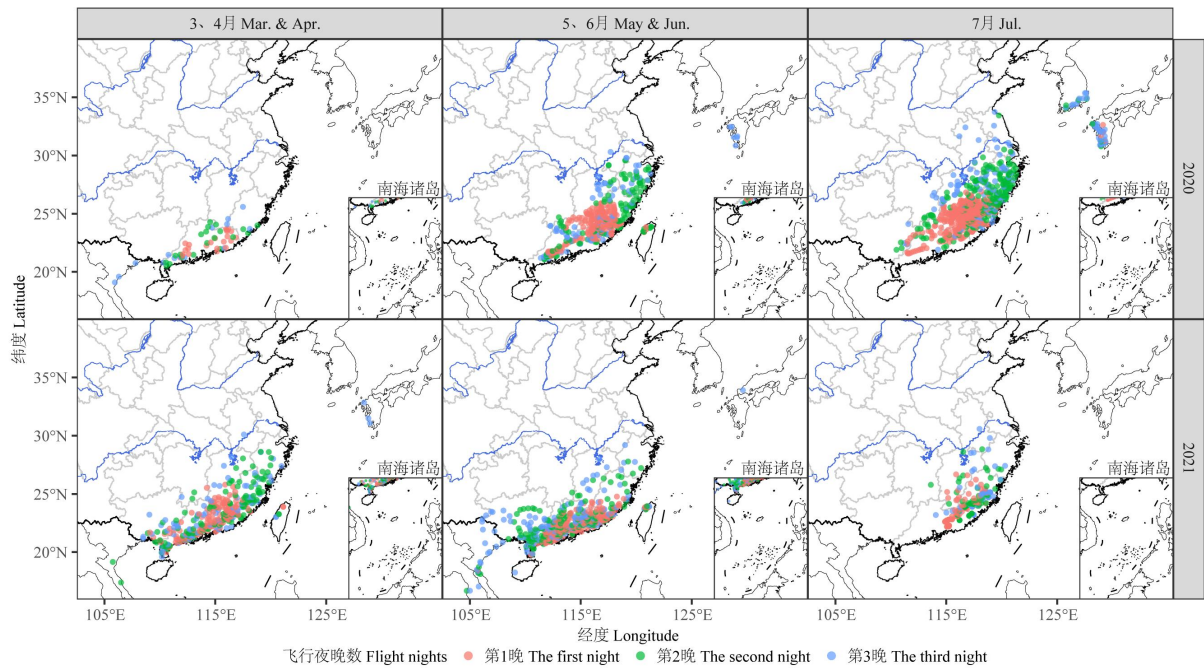 3、4月 Mar. & Apr.
5、6月 May & Jun.
7月 Jul.
35°N
30°N
25°N
20°N
南海诸岛
南海诸岛
南海诸岛
2020
纬度 Latitude
35°N
30°N
25°N
20°N
南海诸岛
南海诸岛
南海诸岛
2021
105°E
115°E
125°E
105°E
115°E
125°E
105°E
115°E
125°E
经度 Longitude
飞行夜晚数 Flight nights 第1晚 The first night 第2晚 The second night 第3晚 The third night